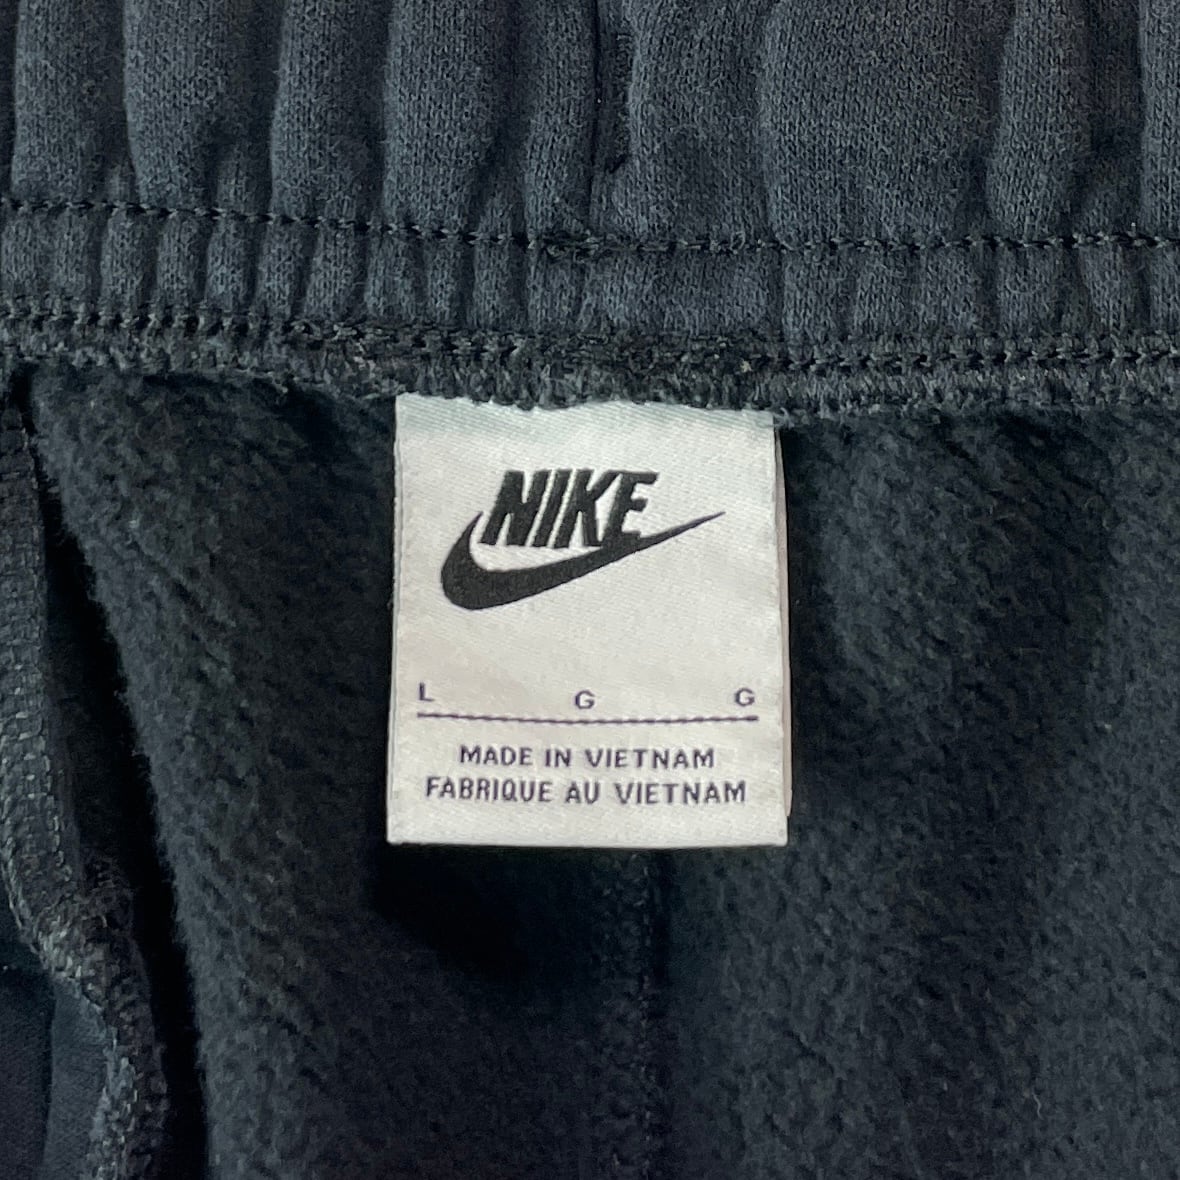 NIKE
L G G
MADE IN VIETNAM
FABRIQUE AU VIETNAM